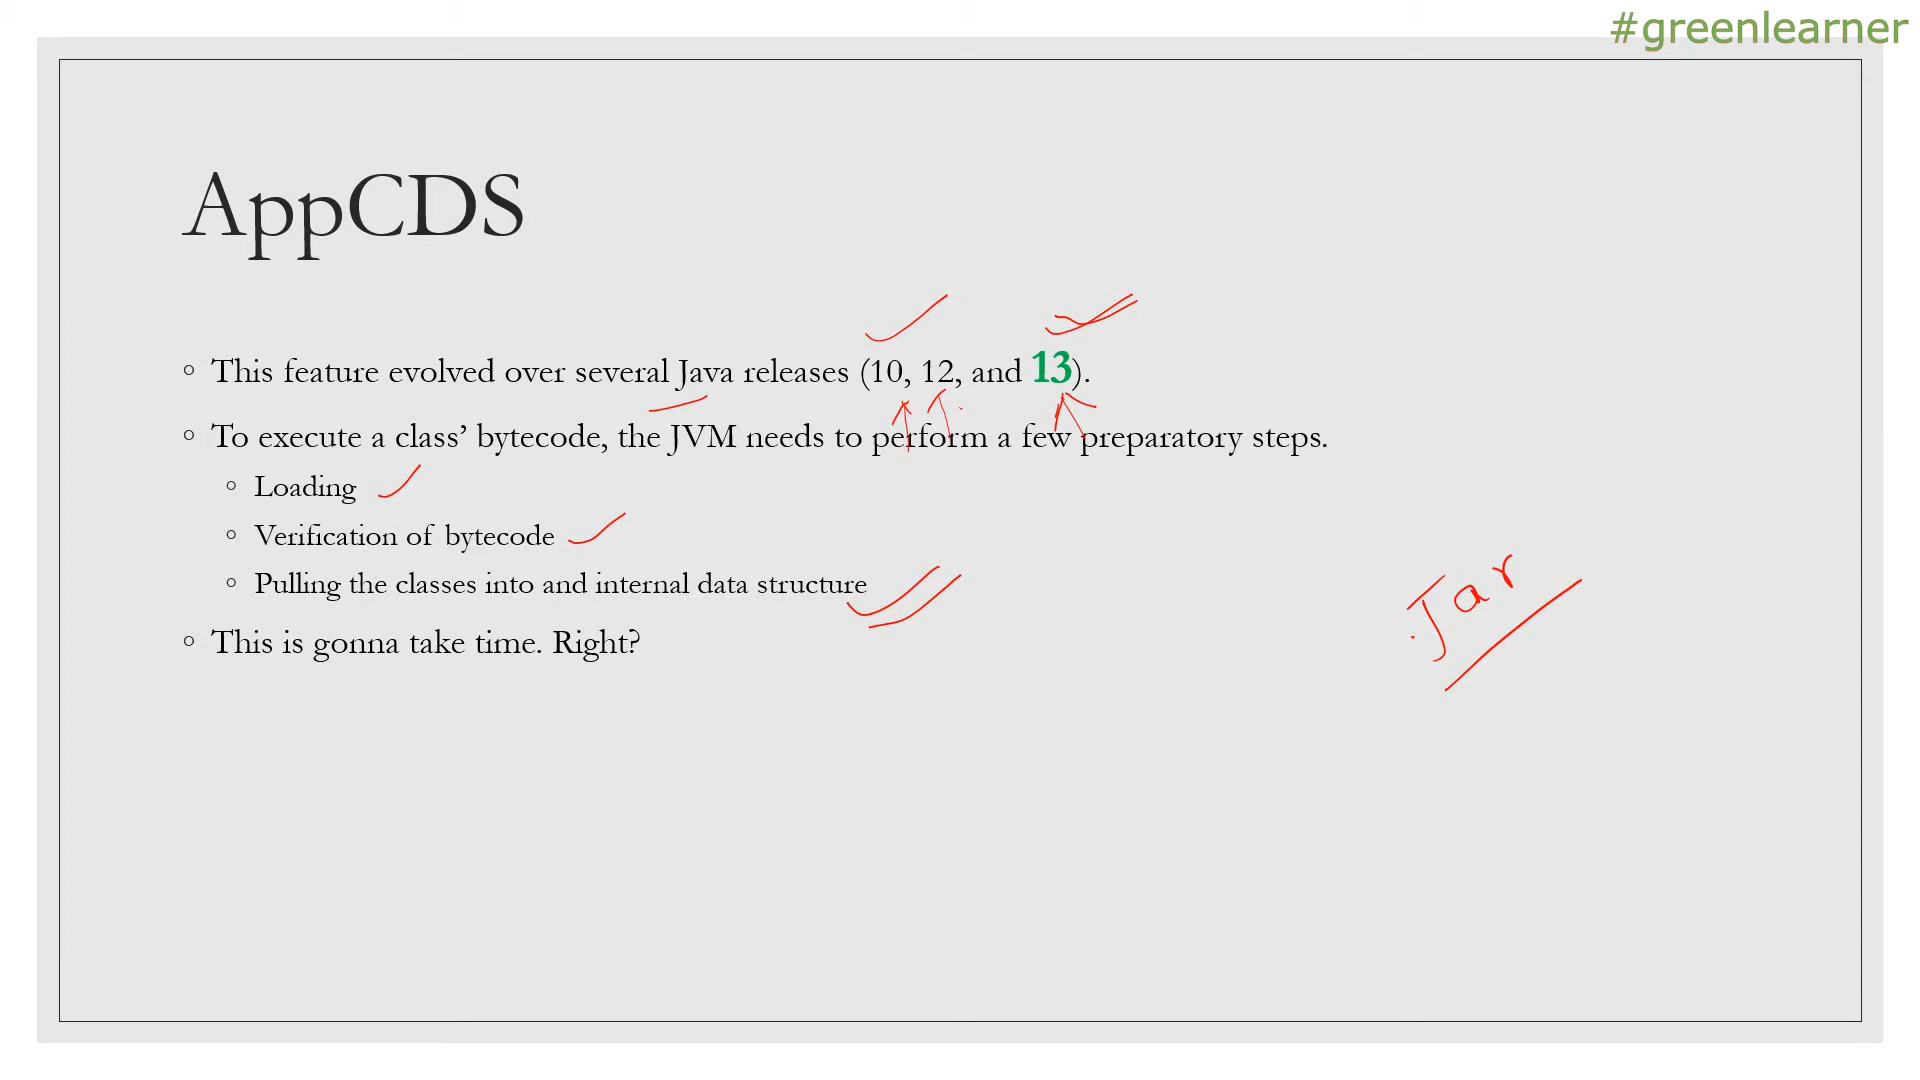 #greenlearner
AppCDS
This feature evolved over several Java releases (10, 12, and 13).
To execute a class’ bytecode, the JVM needs to perform a few preparatory steps.
Loading
Verification of bytecode
Pulling the classes into and internal data structure
Jar
This is gonna take time. Right?